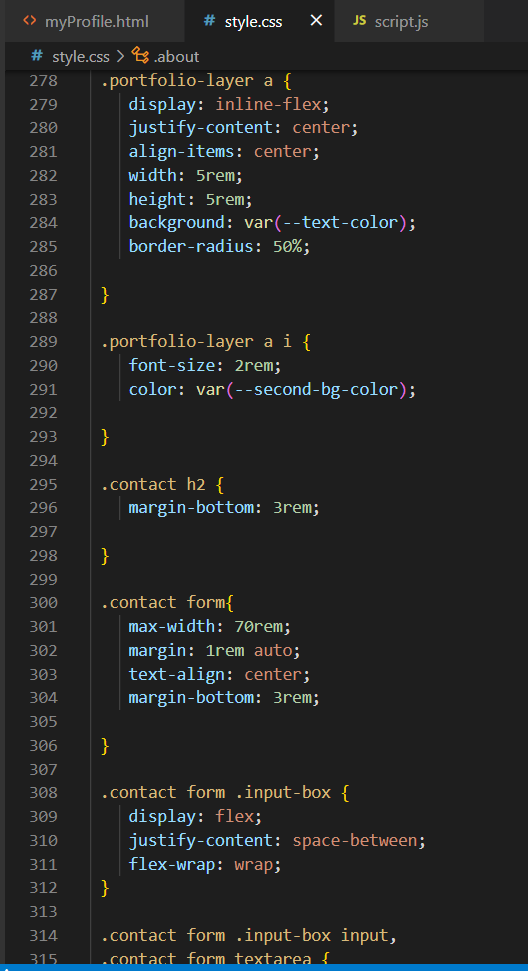 <> myProfile.html # style.css × JS script.js
# style.css > .about
278 .portfolio-layer a {
279 display: inline-flex;
280 justify-content: center;
281 align-items: center;
282 width: 5rem;
283 height: 5rem;
284 background: var(--text-color);
285 border-radius: 50%;
286
287 }
288
289 .portfolio-layer a i {
290 font-size: 2rem;
291 color: var(--second-bg-color);
292
293 }
294
295 .contact h2 {
296 margin-bottom: 3rem;
297
298 }
299
300 .contact form{
301 max-width: 70rem;
302 margin: 1rem auto;
303 text-align: center;
304 margin-bottom: 3rem;
305
306 }
307
308 .contact form .input-box {
309 display: flex;
310 justify-content: space-between;
311 flex-wrap: wrap;
312 }
313
314 .contact form .input-box input,
315 .contact form textarea {